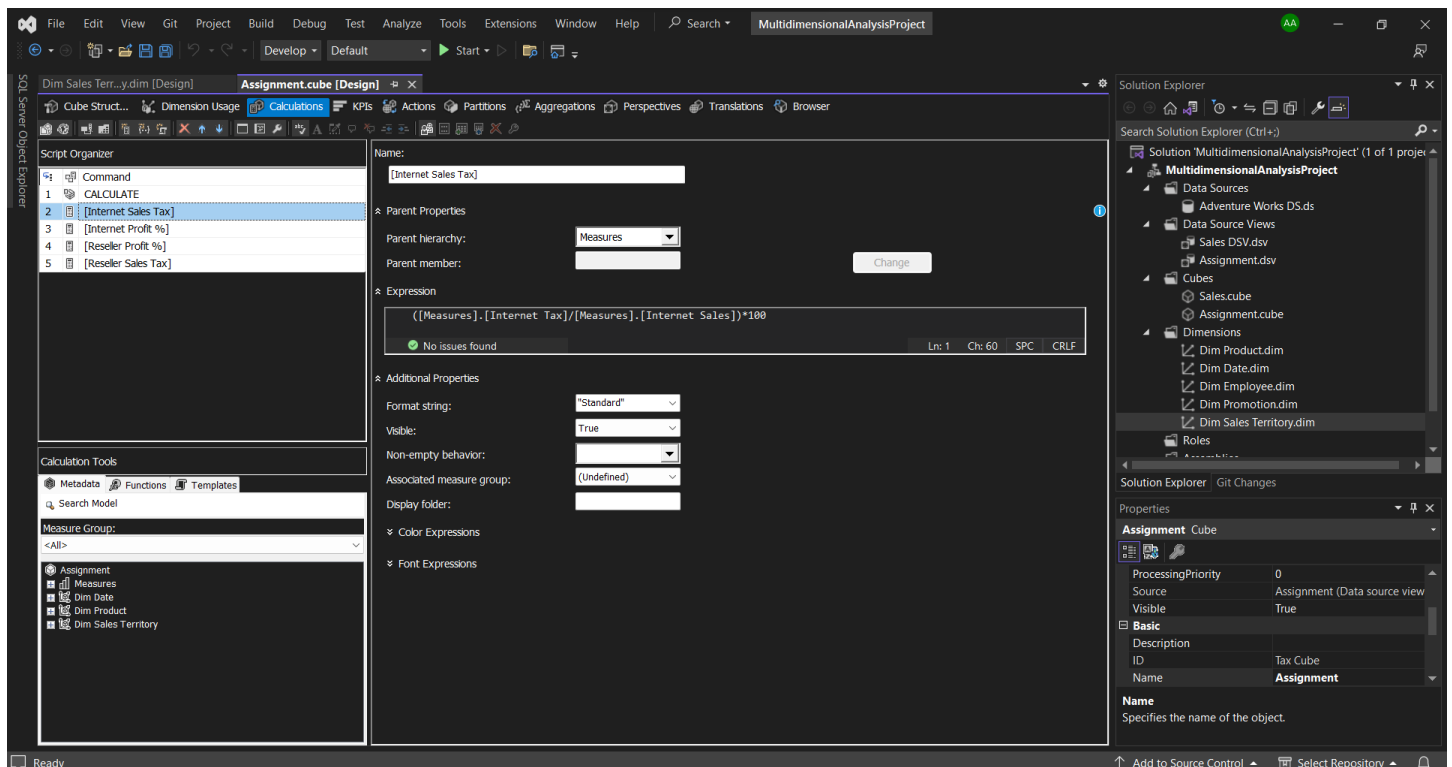 File Edit View Git Project Build Debug Test Analyze Tools Extensions Window Help Search MultidimensionalAnalysisProject AA
Develop Default Start
SQL Server Object Explorer
Dim Sales Terr...y.dim [Design] Assignment.cube [Design]
Cube Struct... Dimension Usage Calculations KPIs Actions Partitions Aggregations Perspectives Translations Browser
Script Organizer
Command
1 CALCULATE
2 [Internet Sales Tax]
3 [Internet Profit %]
4 [Reseller Profit %]
5 [Reseller Sales Tax]
Calculation Tools
Metadata Functions Templates
Search Model
Measure Group:
<All>
Assignment
Measures
Dim Date
Dim Product
Dim Sales Territory
Name:
[Internet Sales Tax]
Parent Properties
Parent hierarchy: Measures
Parent member: Change
Expression
([Measures].[Internet Tax]/[Measures].[Internet Sales])*100
No issues found Ln: 1 Ch: 60 SPC CRLF
Additional Properties
Format string: "Standard"
Visible: True
Non-empty behavior:
Associated measure group: (Undefined)
Display folder:
Color Expressions
Font Expressions
Solution Explorer
Search Solution Explorer (Ctrl+;)
Solution 'MultidimensionalAnalysisProject' (1 of 1 projec
MultidimensionalAnalysisProject
Data Sources
Adventure Works DS.ds
Data Source Views
Sales DSV.dsv
Assignment.dsv
Cubes
Sales.cube
Assignment.cube
Dimensions
Dim Product.dim
Dim Date.dim
Dim Employee.dim
Dim Promotion.dim
Dim Sales Territory.dim
Roles
Solution Explorer Git Changes
Properties
Assignment Cube
ProcessingPriority 0
Source Assignment (Data source view
Visible True
Basic
Description
ID Tax Cube
Name Assignment
Name
Specifies the name of the object.
Ready Add to Source Control Select Repository